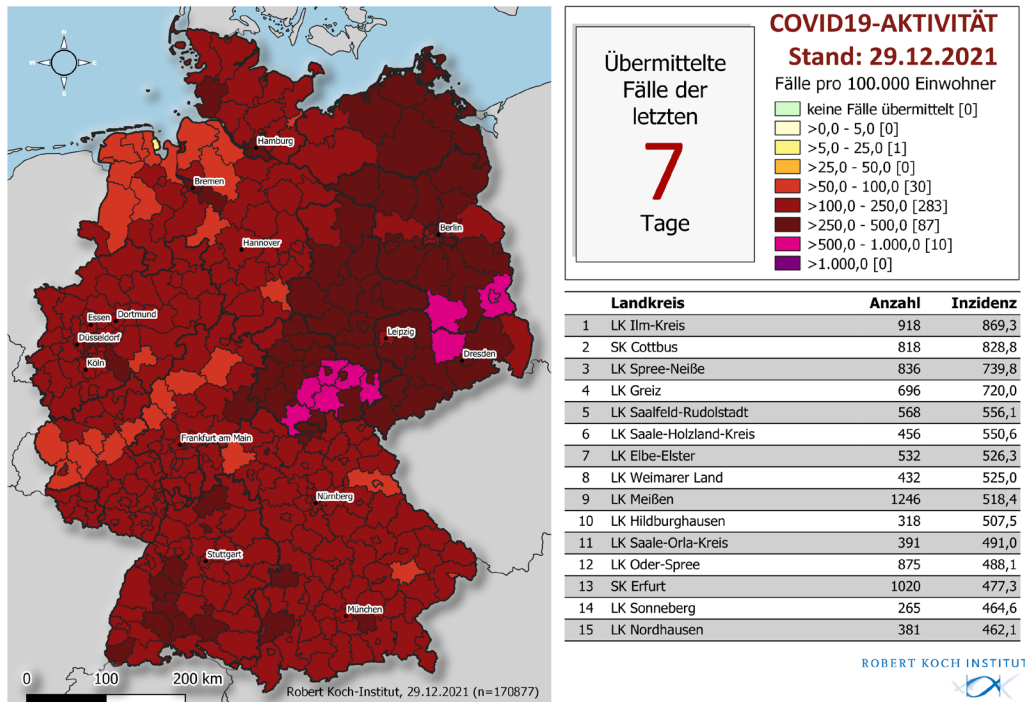 N
W
E
S
Hamburg
Bremen
Berlin
Hannover
Essen
Dortmund
Düsseldorf
Köln
Leipzig
Dresden
Frankfurt am Main
Nürnberg
Stuttgart
München
0 100 200 km
Robert Koch-Institut, 29.12.2021 (n=170877)
Übermittelte
Fälle der
letzten
7
Tage
COVID19-AKTIVITÄT
Stand: 29.12.2021
Fälle pro 100.000 Einwohner
keine Fälle übermittelt [0]
>0,0 - 5,0 [0]
>5,0 - 25,0 [1]
>25,0 - 50,0 [0]
>50,0 - 100,0 [30]
>100,0 - 250,0 [283]
>250,0 - 500,0 [87]
>500,0 - 1.000,0 [10]
>1.000,0 [0]
Landkreis Anzahl Inzidenz
1 LK Ilm-Kreis 918 869,3
2 SK Cottbus 818 828,8
3 LK Spree-Neiße 836 739,8
4 LK Greiz 696 720,0
5 LK Saalfeld-Rudolstadt 568 556,1
6 LK Saale-Holzland-Kreis 456 550,6
7 LK Elbe-Elster 532 526,3
8 LK Weimarer Land 432 525,0
9 LK Meißen 1246 518,4
10 LK Hildburghausen 318 507,5
11 LK Saale-Orla-Kreis 391 491,0
12 LK Oder-Spree 875 488,1
13 SK Erfurt 1020 477,3
14 LK Sonneberg 265 464,6
15 LK Nordhausen 381 462,1
ROBERT KOCH INSTITUT